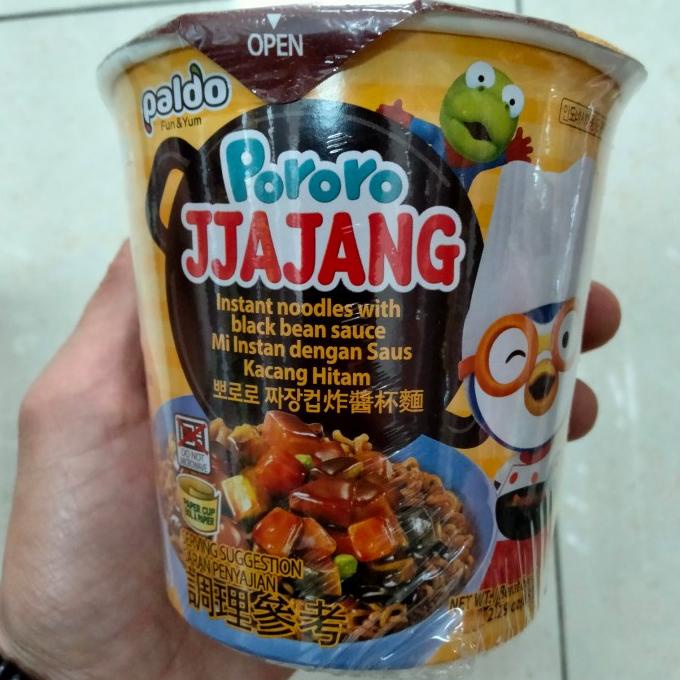 OPEN
paldo
Fun & Yum
Pororo
JJAJANG
Instant noodles with
black bean sauce
Mi Instan dengan Saus
Kacang Hitam
뽀로로 짜장컵炸醬杯麵
DO NOT
MICROWAVE
PAPER CUP
SERVING SUGGESTION
SARAN PENYAJIAN
調理參考
NET WT.